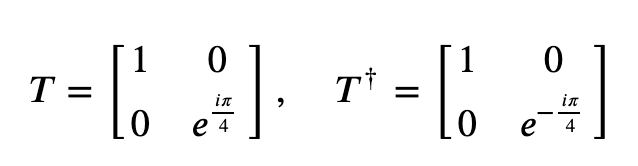 T = [1 0; 0 e^{iπ/4}] , T† = [1 0; 0 e^{-iπ/4}]